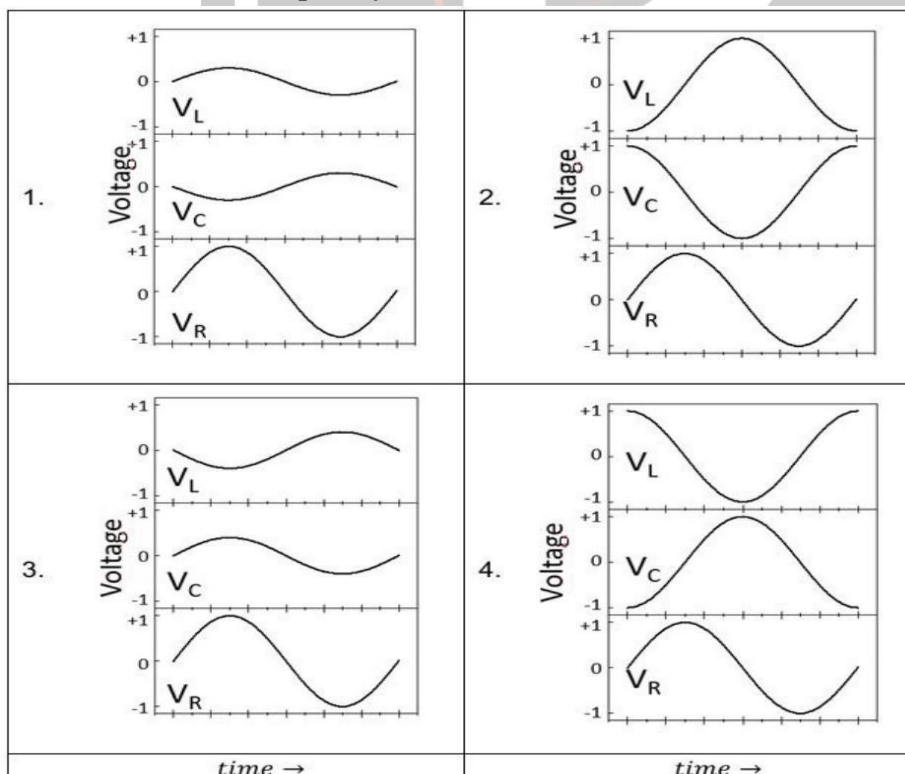 +1
0
V_L
-1
+1
0
V_C
-1
+1
0
V_R
-1
Voltage
1.
+1
0
V_L
-1
+1
0
V_C
-1
+1
0
V_R
-1
Voltage
2.
+1
0
V_L
-1
+1
0
V_C
-1
+1
0
V_R
-1
Voltage
3.
+1
0
V_L
-1
+1
0
V_C
-1
+1
0
V_R
-1
Voltage
4.
time →
time →